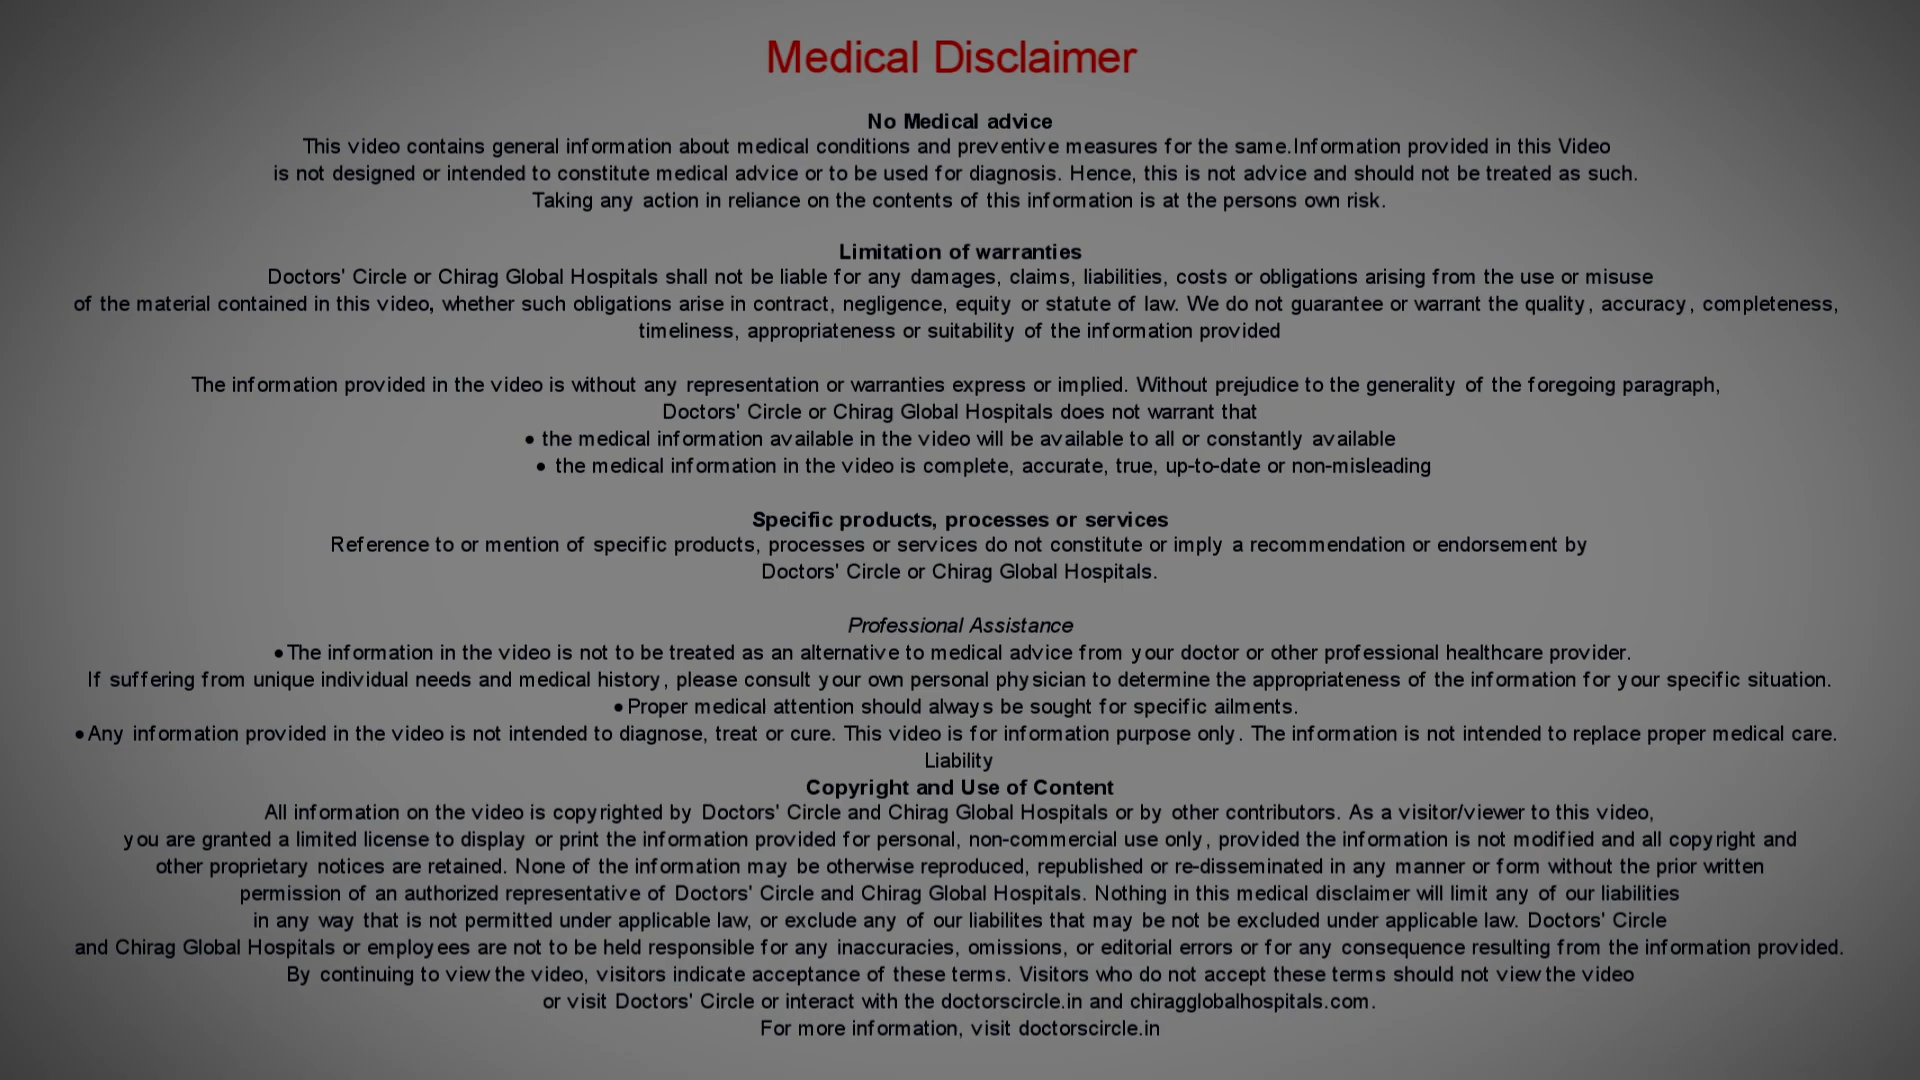 Medical Disclaimer
No Medical advice
This video contains general information about medical conditions and preventive measures for the same.Information provided in this Video
is not designed or intended to constitute medical advice or to be used for diagnosis. Hence, this is not advice and should not be treated as such.
Taking any action in reliance on the contents of this information is at the persons own risk.
Limitation of warranties
Doctors' Circle or Chirag Global Hospitals shall not be liable for any damages, claims, liabilities, costs or obligations arising from the use or misuse
of the material contained in this video, whether such obligations arise in contract, negligence, equity or statute of law. We do not guarantee or warrant the quality, accuracy, completeness,
timeliness, appropriateness or suitability of the information provided
The information provided in the video is without any representation or warranties express or implied. Without prejudice to the generality of the foregoing paragraph,
Doctors' Circle or Chirag Global Hospitals does not warrant that
• the medical information available in the video will be available to all or constantly available
• the medical information in the video is complete, accurate, true, up-to-date or non-misleading
Specific products, processes or services
Reference to or mention of specific products, processes or services do not constitute or imply a recommendation or endorsement by
Doctors' Circle or Chirag Global Hospitals.
Professional Assistance
•The information in the video is not to be treated as an alternative to medical advice from your doctor or other professional healthcare provider.
If suffering from unique individual needs and medical history, please consult your own personal physician to determine the appropriateness of the information for your specific situation.
•Proper medical attention should always be sought for specific ailments.
•Any information provided in the video is not intended to diagnose, treat or cure. This video is for information purpose only. The information is not intended to replace proper medical care.
Liability
Copyright and Use of Content
All information on the video is copyrighted by Doctors' Circle and Chirag Global Hospitals or by other contributors. As a visitor/viewer to this video,
you are granted a limited license to display or print the information provided for personal, non-commercial use only, provided the information is not modified and all copyright and
other proprietary notices are retained. None of the information may be otherwise reproduced, republished or re-disseminated in any manner or form without the prior written
permission of an authorized representative of Doctors' Circle and Chirag Global Hospitals. Nothing in this medical disclaimer will limit any of our liabilities
in any way that is not permitted under applicable law, or exclude any of our liabilites that may be not be excluded under applicable law. Doctors' Circle
and Chirag Global Hospitals or employees are not to be held responsible for any inaccuracies, omissions, or editorial errors or for any consequence resulting from the information provided.
By continuing to view the video, visitors indicate acceptance of these terms. Visitors who do not accept these terms should not view the video
or visit Doctors' Circle or interact with the doctorscircle.in and chiragglobalhospitals.com.
For more information, visit doctorscircle.in